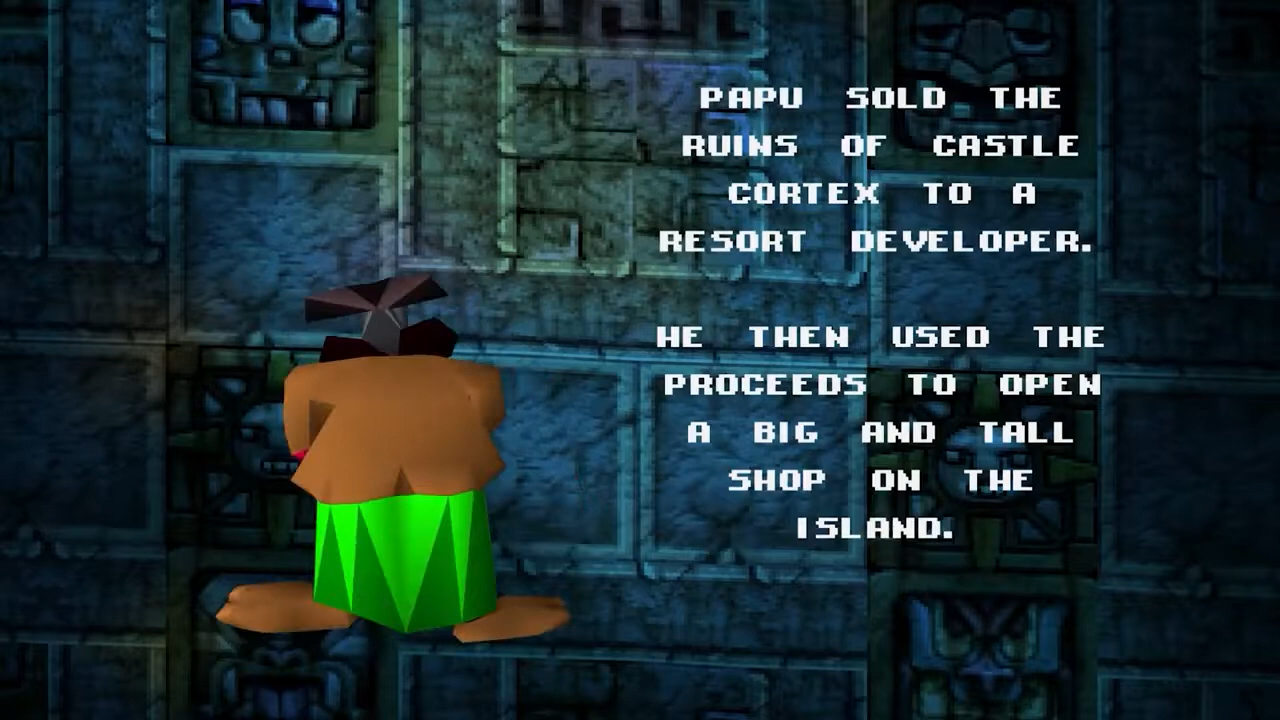 PAPU SOLD THE
RUINS OF CASTLE
CORTEX TO A
RESORT DEVELOPER.
HE THEN USED THE
PROCEEDS TO OPEN
A BIG AND TALL
SHOP ON THE
ISLAND.